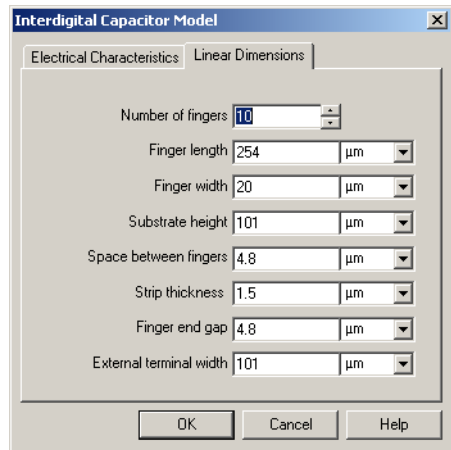 Interdigital Capacitor Model
Electrical Characteristics Linear Dimensions
Number of fingers 10
Finger length 254 µm
Finger width 20 µm
Substrate height 101 µm
Space between fingers 4.8 µm
Strip thickness 1.5 µm
Finger end gap 4.8 µm
External terminal width 101 µm
OK Cancel Help